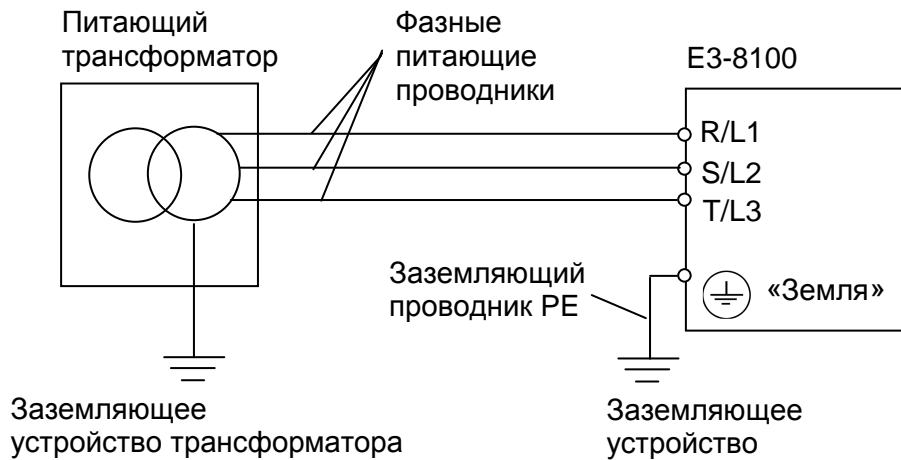 Питающий
трансформатор
Фазные
питающие
проводники
E3-8100
R/L1
S/L2
T/L3
Заземляющий
проводник PE
«Земля»
Заземляющее
устройство трансформатора
Заземляющее
устройство